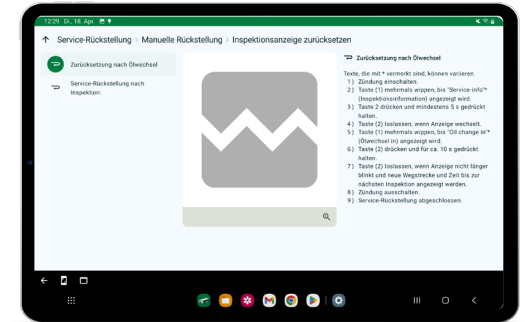 12:29 Di., 18. Apr.
Service-Rückstellung > Manuelle Rückstellung > Inspektionsanzeige zurücksetzen
Zurücksetzung nach Ölwechsel
Service-Rückstellung nach
Inspektion:
Zurücksetzung nach Ölwechsel
Texte, die mit * vermerkt sind, können variieren.
1) Zündung einschalten.
2) Taste (1) mehrmals wippen, bis "Service-info"*
(Inspektionsinformation) angezeigt wird.
3) Taste 2 drücken und mindestens 5 s gedrückt
halten.
4) Taste (2) loslassen, wenn Anzeige wechselt.
5) Taste (1) mehrmals wippen, bis "Oil change in"*
(Ölwechsel in) angezeigt wird.
6) Taste (2) drücken und für ca. 10 s gedrückt
halten.
7) Taste (2) loslassen, wenn Anzeige nicht länger
blinkt und neue Wegstrecke und Zeit bis zur
nächsten Inspektion angezeigt werden.
8) Zündung ausschalten.
9) Service-Rückstellung abgeschlossen.